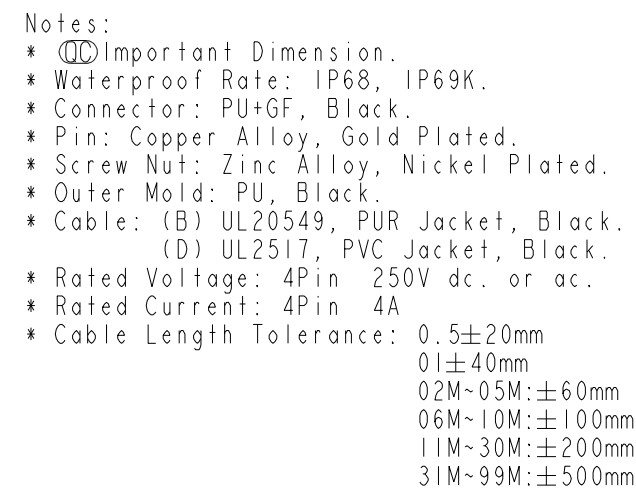 Notes:
* QC Important Dimension.
* Waterproof Rate: IP68, IP69K.
* Connector: PU+GF, Black.
* Pin: Copper Alloy, Gold Plated.
* Screw Nut: Zinc Alloy, Nickel Plated.
* Outer Mold: PU, Black.
* Cable: (B) UL20549, PUR Jacket, Black.
(D) UL2517, PVC Jacket, Black.
* Rated Voltage: 4Pin 250V dc. or ac.
* Rated Current: 4Pin 4A
* Cable Length Tolerance: 0.5±20mm
01±40mm
02M~05M:±60mm
06M~10M:±100mm
11M~30M:±200mm
31M~99M:±500mm